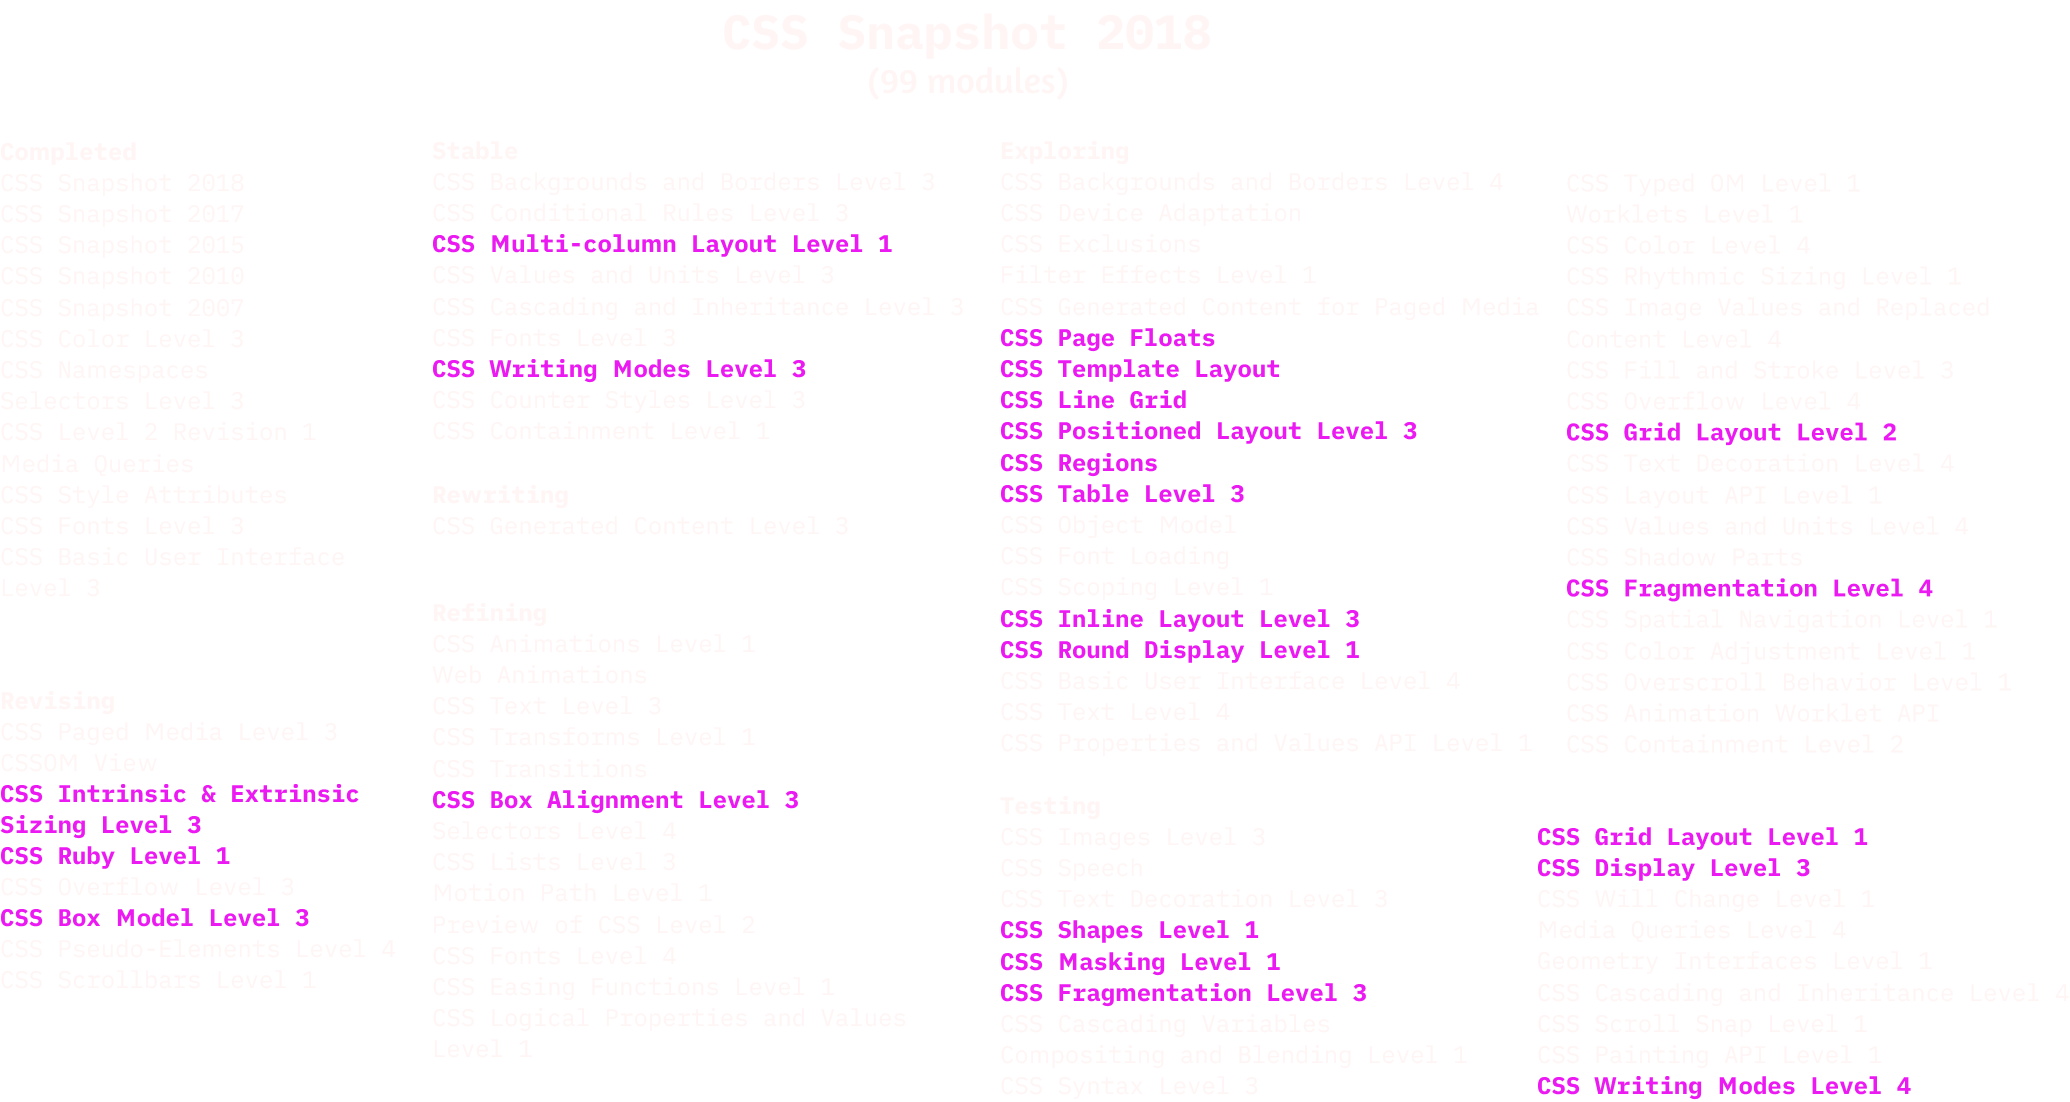 CSS Snapshot 2018
(99 modules)
Completed
CSS Snapshot 2018
CSS Snapshot 2017
CSS Snapshot 2015
CSS Snapshot 2010
CSS Snapshot 2007
CSS Color Level 3
CSS Namespaces
Selectors Level 3
CSS Level 2 Revision 1
Media Queries
CSS Style Attributes
CSS Fonts Level 3
CSS Basic User Interface
Level 3
Revising
CSS Paged Media Level 3
CSSOM View
CSS Intrinsic & Extrinsic
Sizing Level 3
CSS Ruby Level 1
CSS Overflow Level 3
CSS Box Model Level 3
CSS Pseudo-Elements Level 4
CSS Scrollbars Level 1
Stable
CSS Backgrounds and Borders Level 3
CSS Conditional Rules Level 3
CSS Multi-column Layout Level 1
CSS Values and Units Level 3
CSS Cascading and Inheritance Level 3
CSS Fonts Level 3
CSS Writing Modes Level 3
CSS Counter Styles Level 3
CSS Containment Level 1
Rewriting
CSS Generated Content Level 3
Refining
CSS Animations Level 1
Web Animations
CSS Text Level 3
CSS Transforms Level 1
CSS Transitions
CSS Box Alignment Level 3
Selectors Level 4
CSS Lists Level 3
Motion Path Level 1
Preview of CSS Level 2
CSS Fonts Level 4
CSS Easing Functions Level 1
CSS Logical Properties and Values
Level 1
Exploring
CSS Backgrounds and Borders Level 4
CSS Device Adaptation
CSS Exclusions
Filter Effects Level 1
CSS Generated Content for Paged Media
CSS Page Floats
CSS Template Layout
CSS Line Grid
CSS Positioned Layout Level 3
CSS Regions
CSS Table Level 3
CSS Object Model
CSS Font Loading
CSS Scoping Level 1
CSS Inline Layout Level 3
CSS Round Display Level 1
CSS Basic User Interface Level 4
CSS Text Level 4
CSS Properties and Values API Level 1
CSS Typed OM Level 1
Worklets Level 1
CSS Color Level 4
CSS Rhythmic Sizing Level 1
CSS Image Values and Replaced
Content Level 4
CSS Fill and Stroke Level 3
CSS Overflow Level 4
CSS Grid Layout Level 2
CSS Text Decoration Level 4
CSS Layout API Level 1
CSS Values and Units Level 4
CSS Shadow Parts
CSS Fragmentation Level 4
CSS Spatial Navigation Level 1
CSS Color Adjustment Level 1
CSS Overscroll Behavior Level 1
CSS Animation Worklet API
CSS Containment Level 2
Testing
CSS Images Level 3
CSS Speech
CSS Text Decoration Level 3
CSS Shapes Level 1
CSS Masking Level 1
CSS Fragmentation Level 3
CSS Cascading Variables
Compositing and Blending Level 1
CSS Syntax Level 3
CSS Grid Layout Level 1
CSS Display Level 3
CSS Will Change Level 1
Media Queries Level 4
Geometry Interfaces Level 1
CSS Cascading and Inheritance Level 4
CSS Scroll Snap Level 1
CSS Painting API Level 1
CSS Writing Modes Level 4